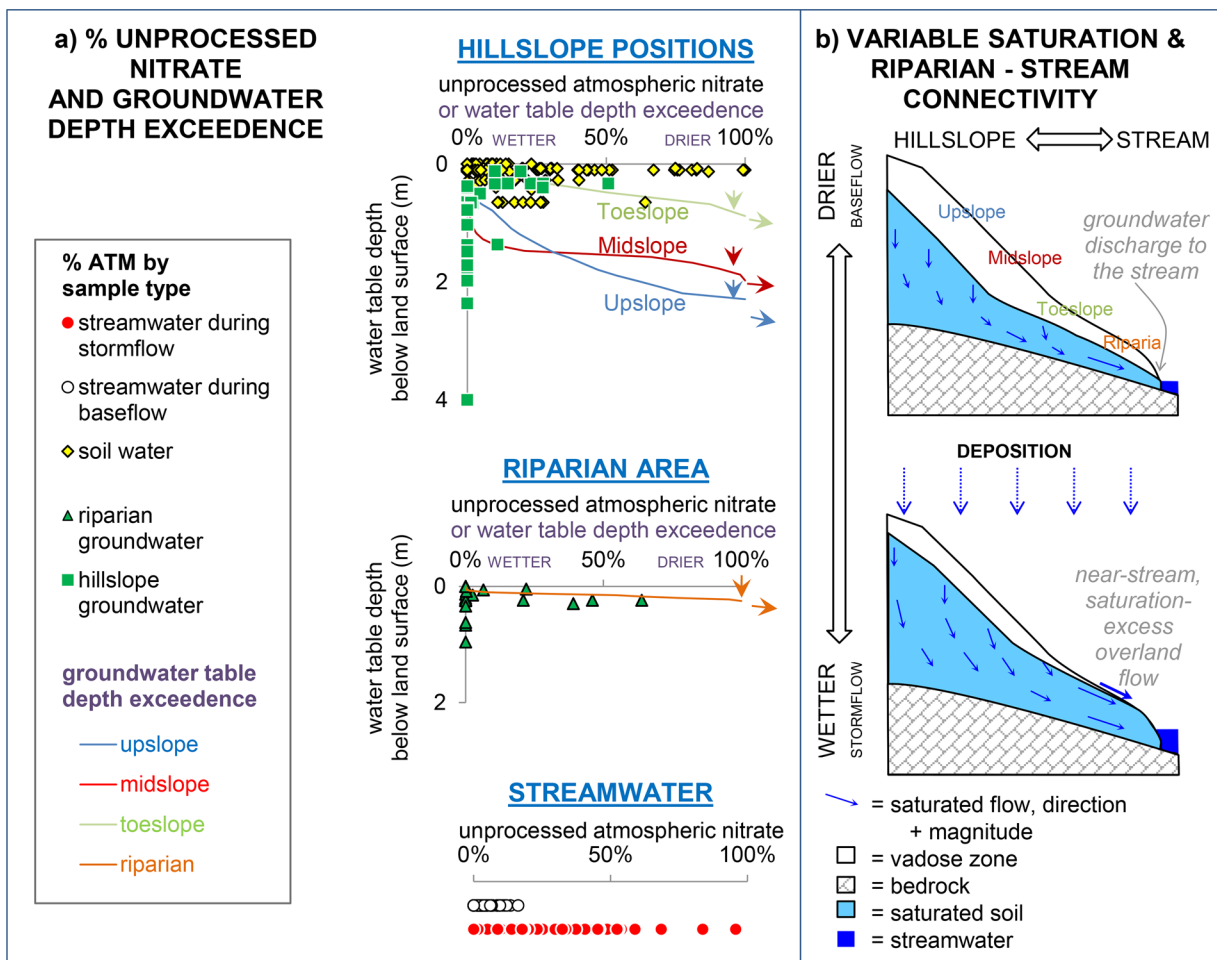 a) % UNPROCESSED
NITRATE
AND GROUNDWATER
DEPTH EXCEEDENCE
% ATM by
sample type
streamwater during
stormflow
streamwater during
baseflow
soil water
riparian
groundwater
hillslope
groundwater
groundwater table
depth exceedence
upslope
midslope
toeslope
riparian
HILLSLOPE POSITIONS
unprocessed atmospheric nitrate
or water table depth exceedence
0% WETTER 50% DRIER 100%
water table depth
below land surface (m)
0
2
4
Toeslope
Midslope
Upslope
RIPARIAN AREA
unprocessed atmospheric nitrate
or water table depth exceedence
0% WETTER 50% DRIER 100%
water table depth
below land surface (m)
0
2
STREAMWATER
unprocessed atmospheric nitrate
0% 50% 100%
b) VARIABLE SATURATION &
RIPARIAN - STREAM
CONNECTIVITY
HILLSLOPE STREAM
DRIER
BASEFLOW
Upslope
Midslope
Toeslope
Riparia
groundwater
discharge to
the stream
DEPOSITION
WETTER
STORMFLOW
near-stream,
saturation-
excess
overland
flow
= saturated flow, direction
+ magnitude
= vadose zone
= bedrock
= saturated soil
= streamwater